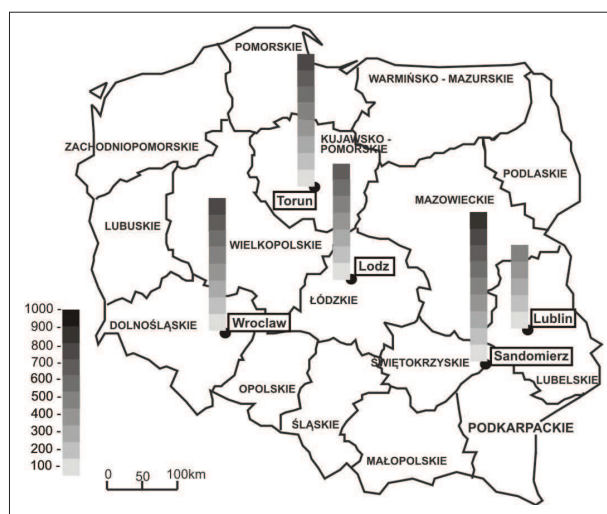 POMORSKIE
WARMIŃSKO - MAZURSKIE
ZACHODNIOPOMORSKIE
KUJAWSKO -
POMORSKIE
PODLASKIE
Torun
MAZOWIECKIE
LUBUSKIE
WIELKOPOLSKIE
Lodz
ŁÓDZKIE
1000 -
900 -
800 -
700 -
600 -
500 -
400 -
300 -
200 -
100 -
DOLNOŚLĄSKIE
Wroclaw
Lublin
Sandomierz
ŚWIĘTOKRZYSKIE
LUBELSKIE
OPOLSKIE
ŚLĄSKIE
PODKARPACKIE
MAŁOPOLSKIE
0 50 100km